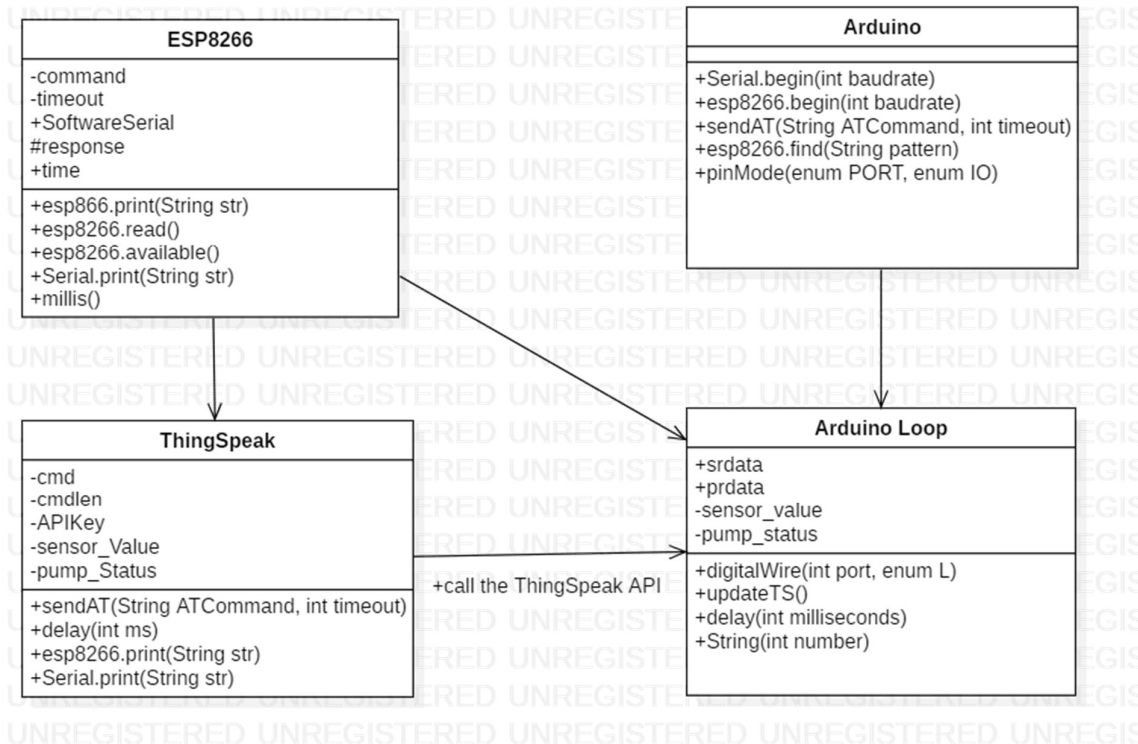 ESP8266
-command
-timeout
+SoftwareSerial
#response
+time
+esp866.print(String str)
+esp8266.read()
+esp8266.available()
+Serial.print(String str)
+millis()
Arduino
+Serial.begin(int baudrate)
+esp8266.begin(int baudrate)
+sendAT(String ATCommand, int timeout)
+esp8266.find(String pattern)
+pinMode(enum PORT, enum IO)
ThingSpeak
-cmd
-cmdlen
-APIKey
-sensor_Value
-pump_Status
+sendAT(String ATCommand, int timeout)
+delay(int ms)
+esp8266.print(String str)
+Serial.print(String str)
+call the ThingSpeak API
Arduino Loop
+srdata
+prdata
-sensor_value
-pump_status
+digitalWire(int port, enum L)
+updateTS()
+delay(int milliseconds)
+String(int number)
UNREGISTERED UNREGISTERED UNREGISTERED UNREGISTERED